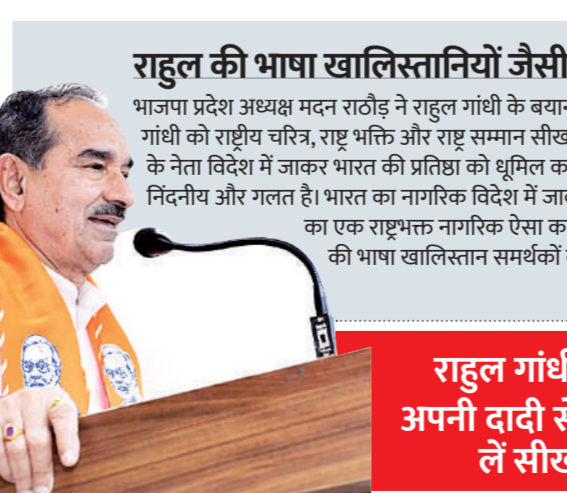 राहुल की भाषा खालिस्तानियों जैसी
भाजपा प्रदेश अध्यक्ष मदन राठौड़ ने राहुल गांधी के
गांधी को राष्ट्रीय चरित्र, राष्ट्र भक्ति और राष्ट्र सम्मान
के नेता विदेश में जाकर भारत की प्रतिष्ठा को धूमिल
निंदनीय और गलत है। भारत का नागरिक विदेश में
का एक राष्ट्रभक्त नागरिक ऐसा
की भाषा खालिस्तान समर्थकों
राहुल
अपनी दादी
लें